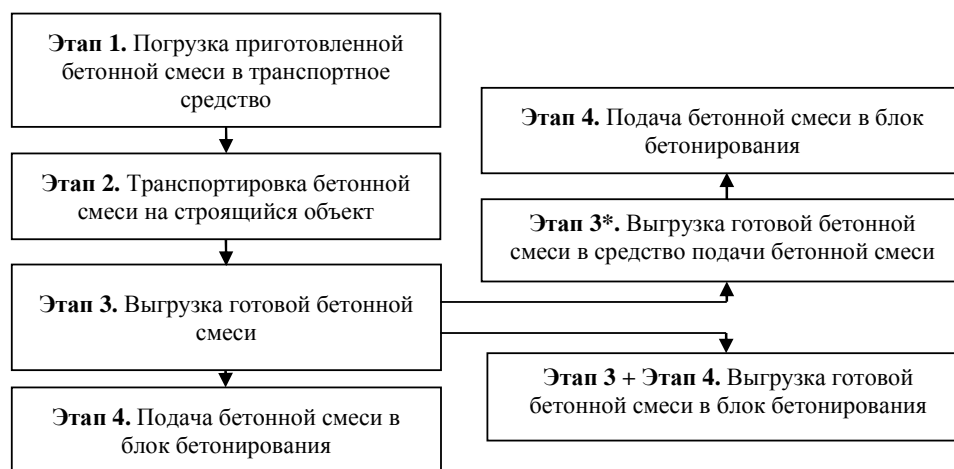 Этап 1. Погрузка приготовленной
бетонной смеси в транспортное
средство
Этап 2. Транспортировка бетонной
смеси на строящийся объект
Этап 3. Выгрузка готовой бетонной
смеси
Этап 4. Подача бетонной смеси в
блок бетонирования
Этап 4. Подача бетонной смеси в блок
бетонирования
Этап 3*. Выгрузка готовой бетонной
смеси в средство подачи бетонной смеси
Этап 3 + Этап 4. Выгрузка готовой
бетонной смеси в блок бетонирования